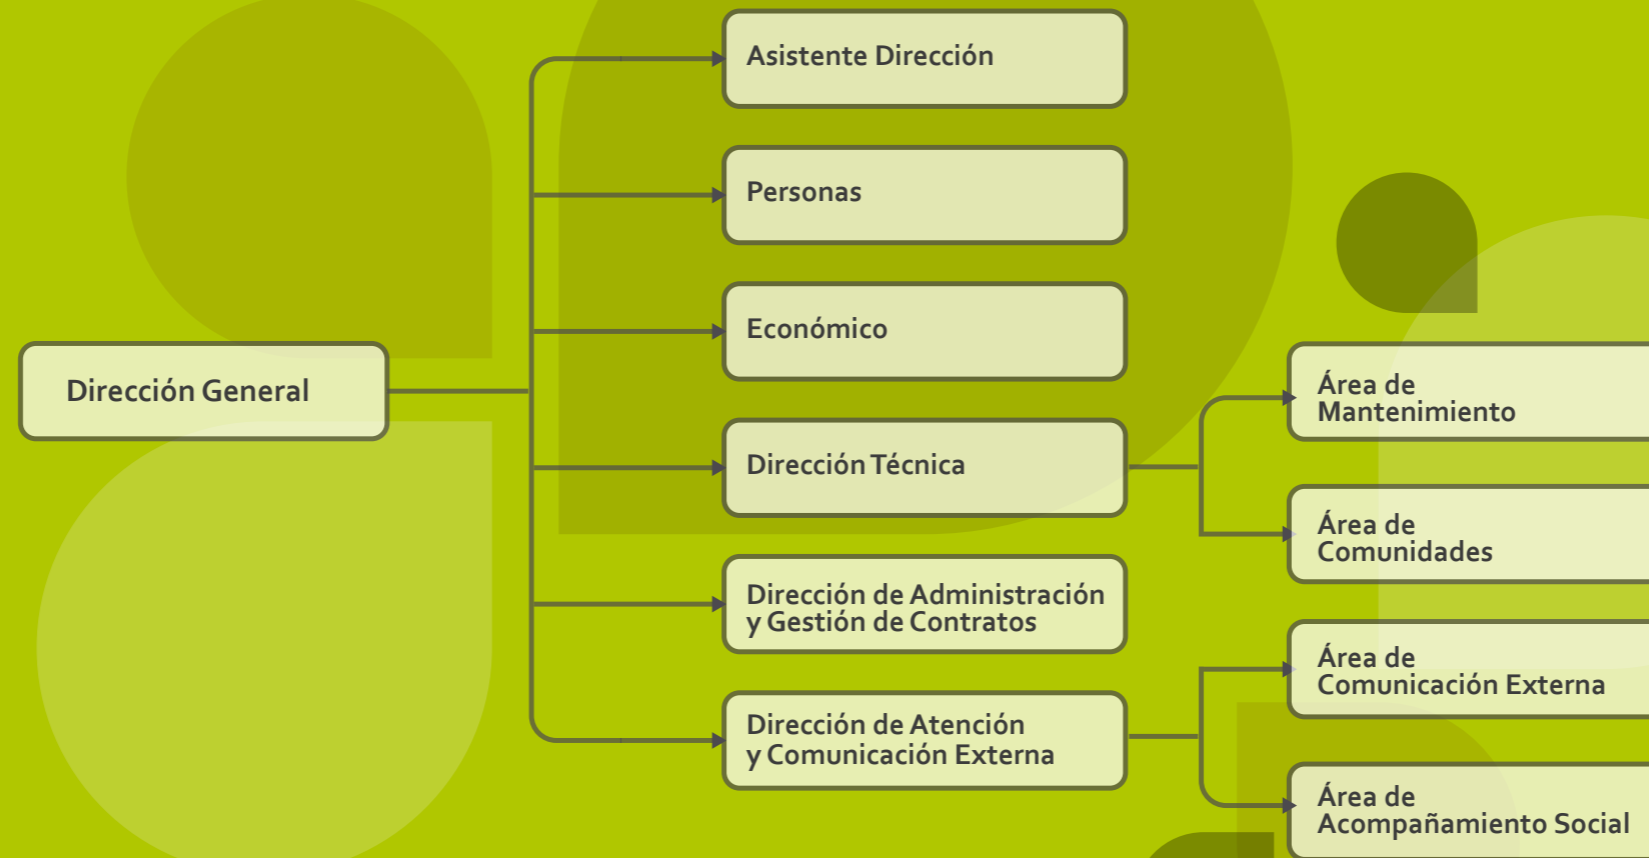 Asistente Dirección
Personas
Económico
Dirección General
Dirección Técnica
Área de
Mantenimiento
Área de
Comunidades
Dirección de Administración
y Gestión de Contratos
Área de
Comunicación Externa
Dirección de Atención
y Comunicación Externa
Área de
Acompañamiento Social